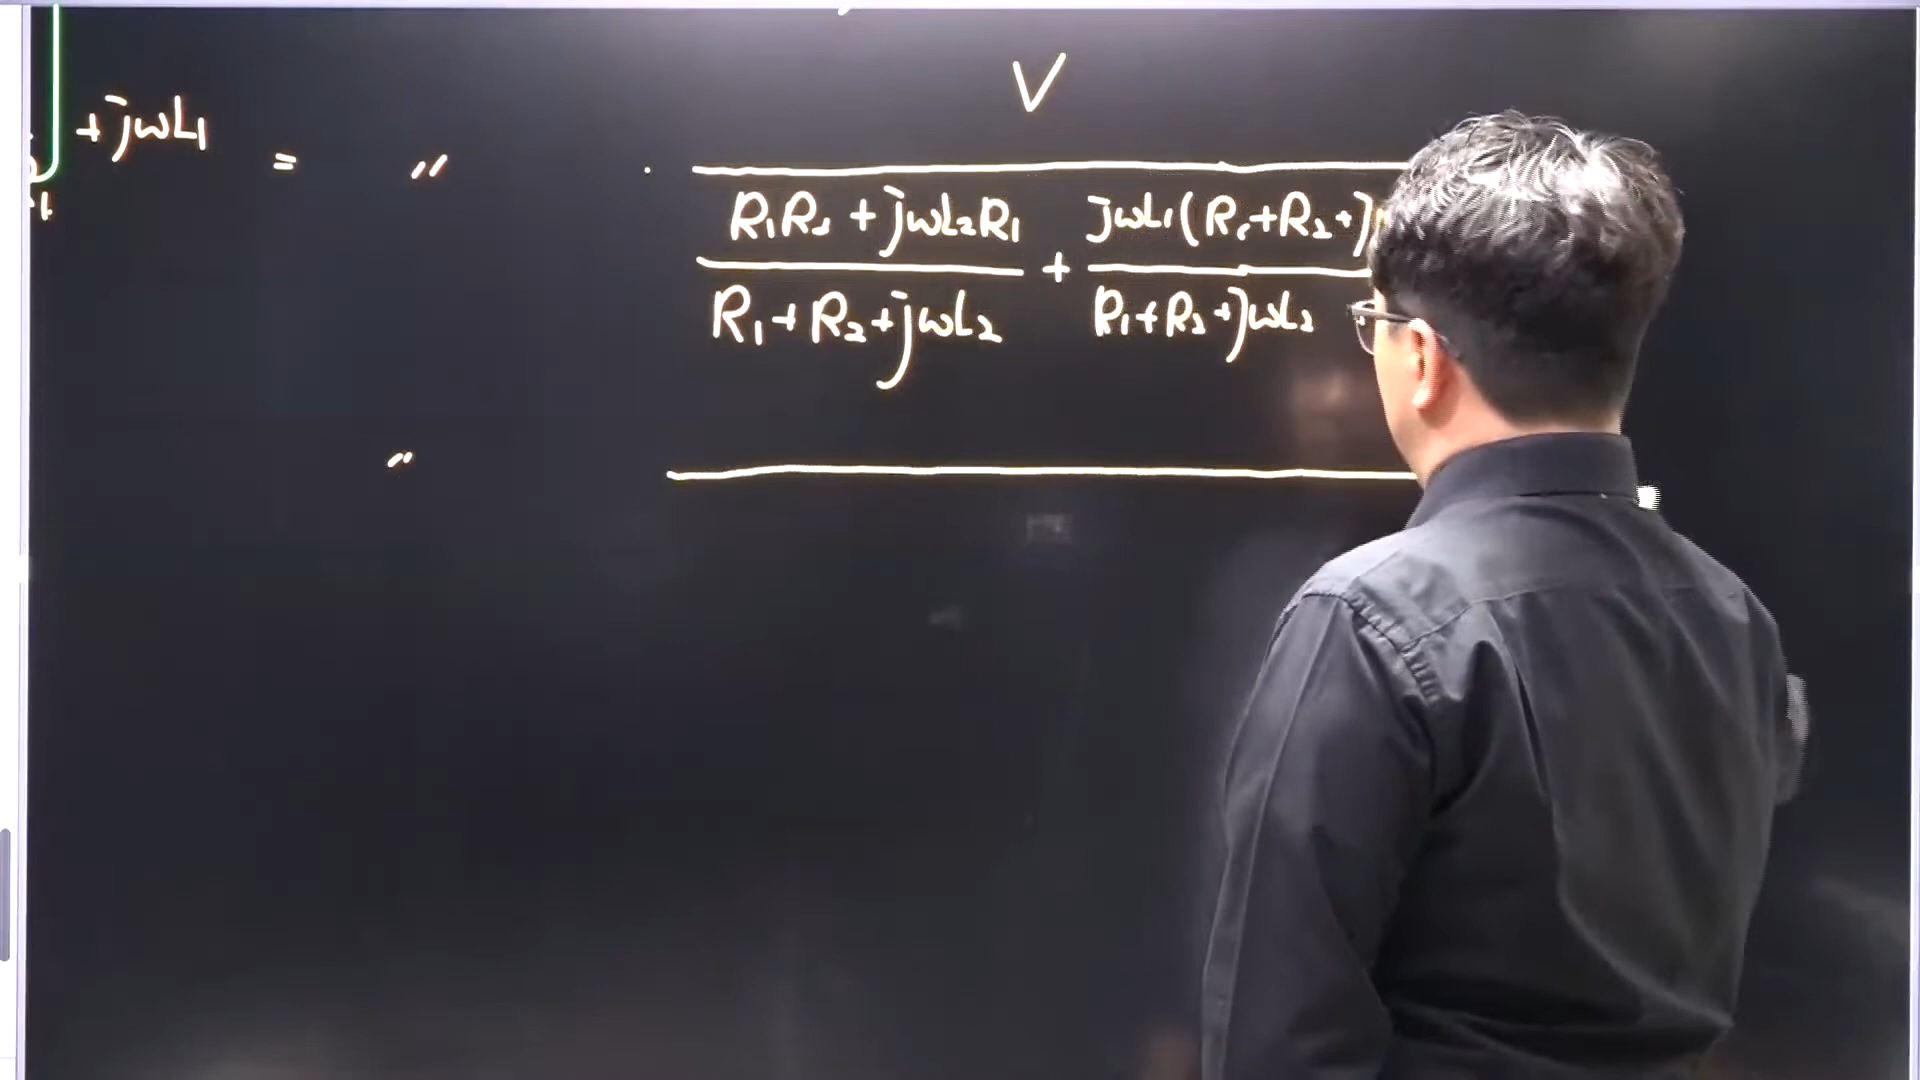 V
+jωL1 = 〃 ·
R1R2 + jωL2R1 + jωL1(R1+R2+j
R1+R2+jωL2 R1+R2+jωL2
〃